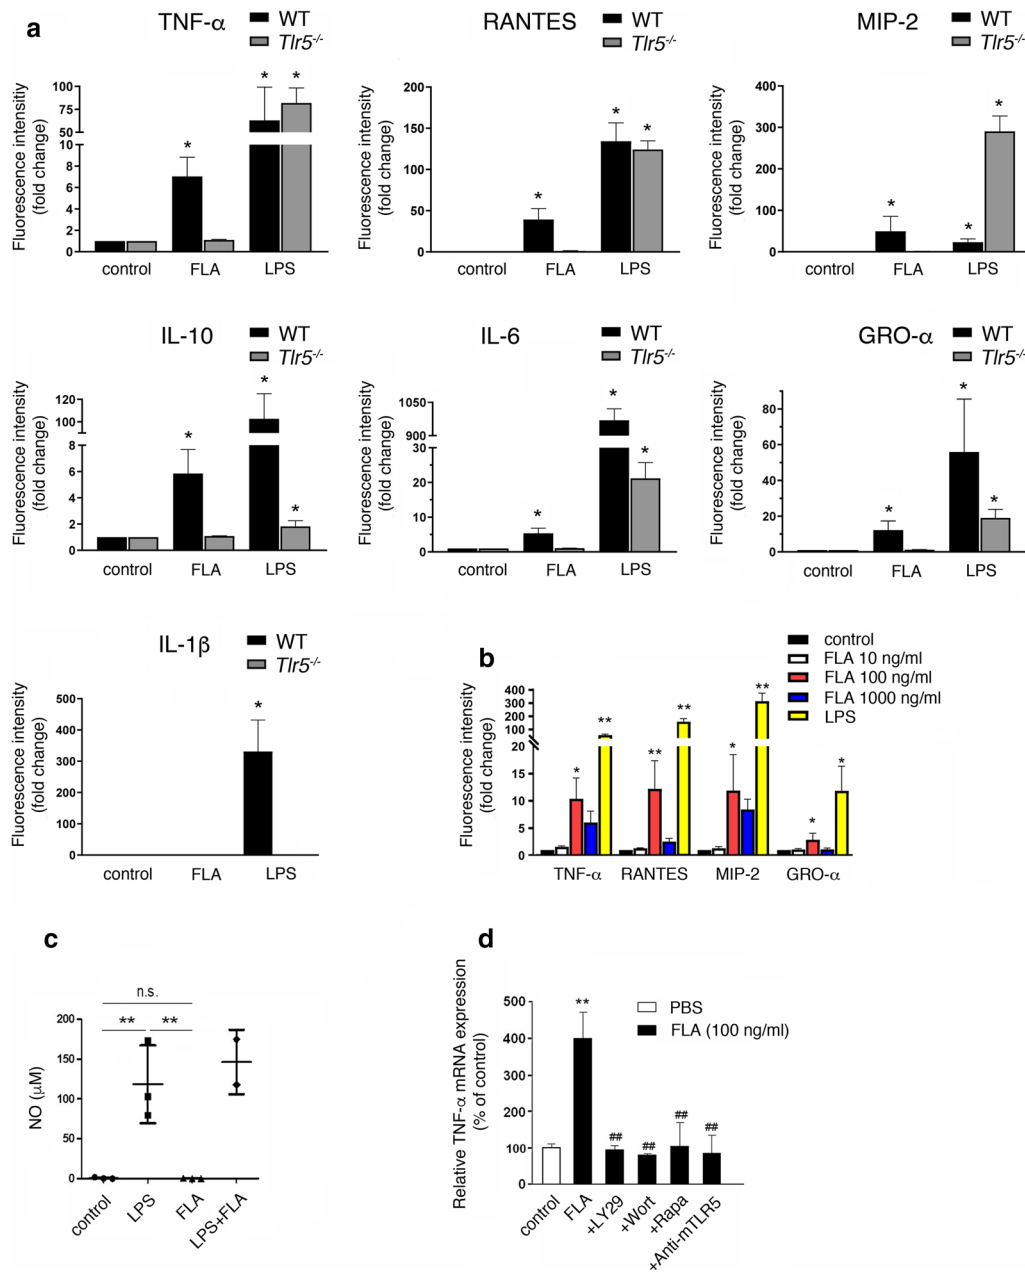 a
TNF-α
WT
Tlr5-/-
Fluorescence intensity
(fold change)
100
75
50
10
8
6
4
2
0
* * *
control FLA LPS
RANTES
WT
Tlr5-/-
Fluorescence intensity
(fold change)
200
150
100
50
0
* * *
control FLA LPS
MIP-2
WT
Tlr5-/-
Fluorescence intensity
(fold change)
400
300
200
100
0
* * *
control FLA LPS
IL-10
WT
Tlr5-/-
Fluorescence intensity
(fold change)
120
100
8
6
4
2
0
* * *
control FLA LPS
IL-6
WT
Tlr5-/-
Fluorescence intensity
(fold change)
1050
900
30
20
10
0
* * *
control FLA LPS
GRO-α
WT
Tlr5-/-
Fluorescence intensity
(fold change)
80
60
40
20
0
* * *
control FLA LPS
IL-1β
WT
Tlr5-/-
Fluorescence intensity
(fold change)
500
400
300
200
100
0
*
control FLA LPS
b
control
FLA 10 ng/ml
FLA 100 ng/ml
FLA 1000 ng/ml
LPS
Fluorescence intensity
(fold change)
400
300
200
100
20
15
10
5
0
* ** ** ** * ** * *
TNF-α RANTES MIP-2 GRO-α
c
n.s.
** **
NO (μM)
200
150
100
50
0
control LPS FLA LPS+FLA
d
PBS
FLA (100 ng/ml)
Relative TNF-α mRNA expression
(% of control)
500
400
300
200
100
0
** ## ## ## ##
control FLA +LY29 +Wort +Rapa +Anti-mTLR5